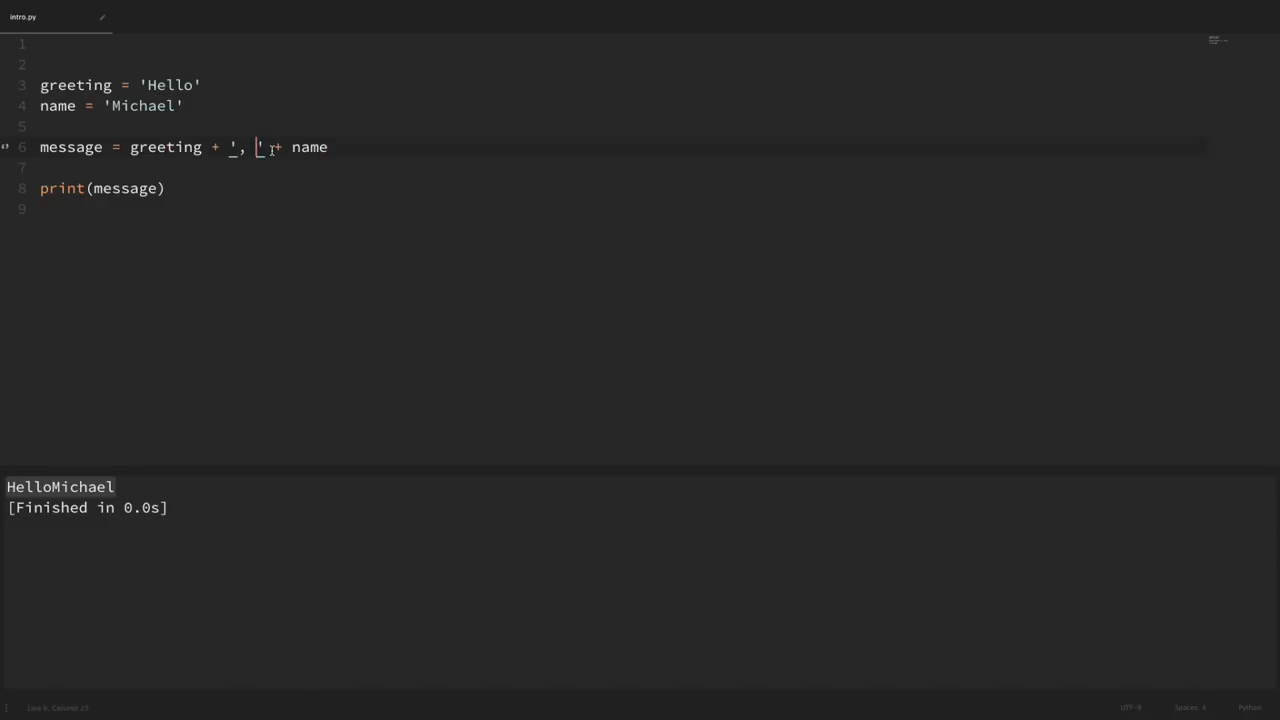 intro.py
1
2
3 greeting = 'Hello'
4 name = 'Michael'
5
6 message = greeting + ', ' + name
7
8 print(message)
9
HelloMichael
[Finished in 0.0s]
Line 6, Column 25
UTF-8 Spaces: 4 Python